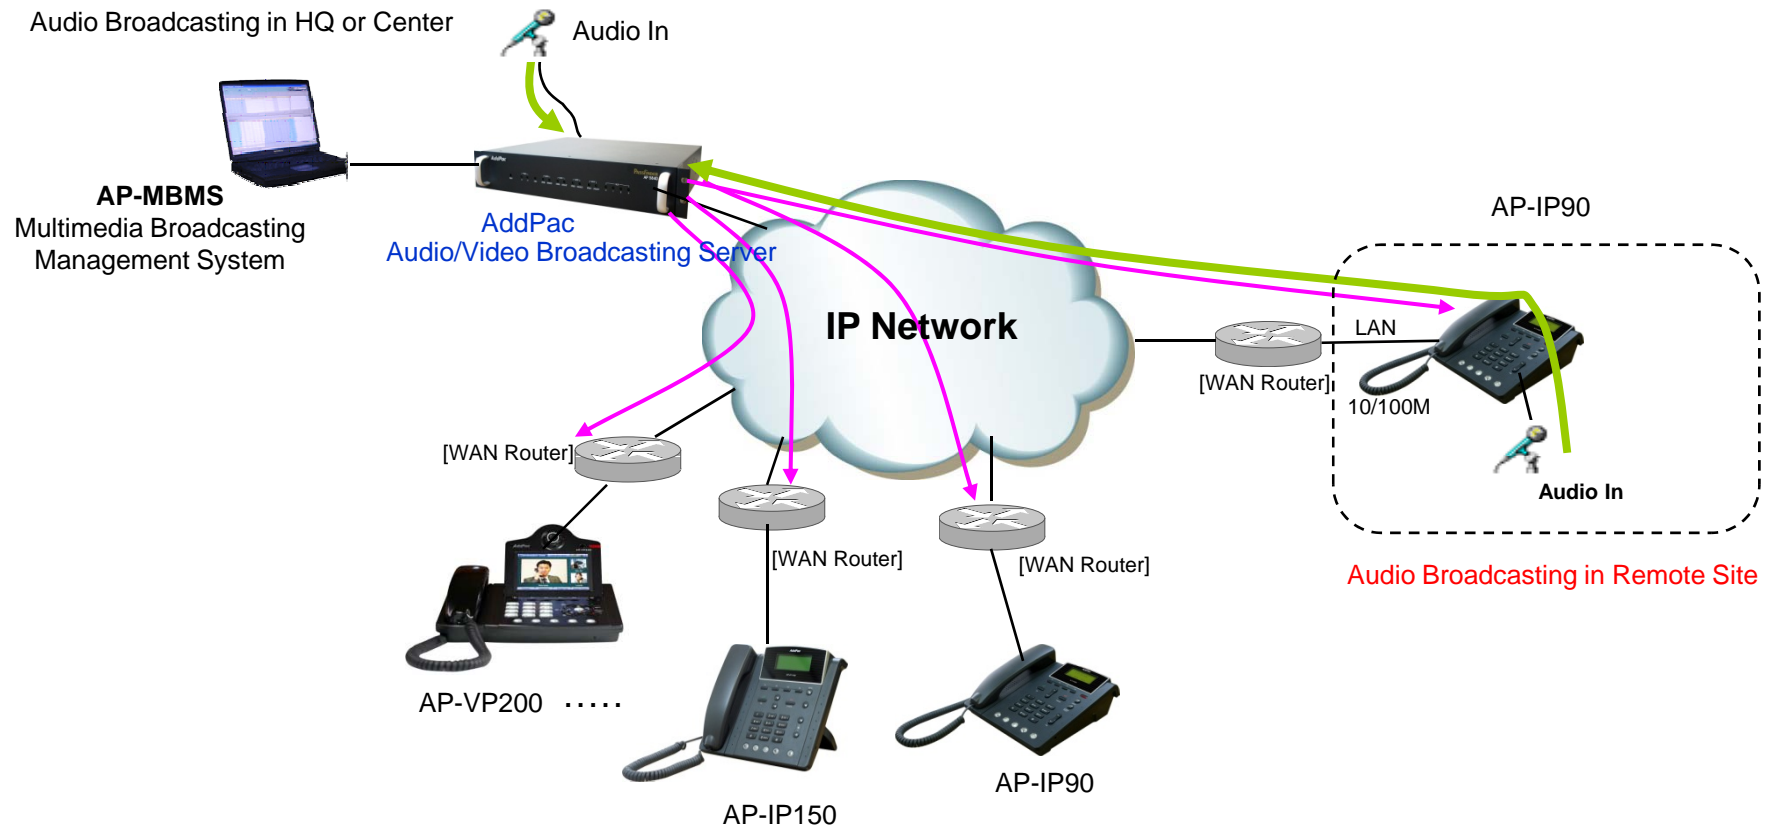 Audio Broadcasting in HQ or Center
Audio In
AP-MBMS
Multimedia Broadcasting
Management System
AddPac
Audio/Video Broadcasting Server
IP Network
AP-IP90
LAN
[WAN Router]
10/100M
Audio In
Audio Broadcasting in Remote Site
[WAN Router]
[WAN Router]
[WAN Router]
AP-VP200 .....
AP-IP150
AP-IP90